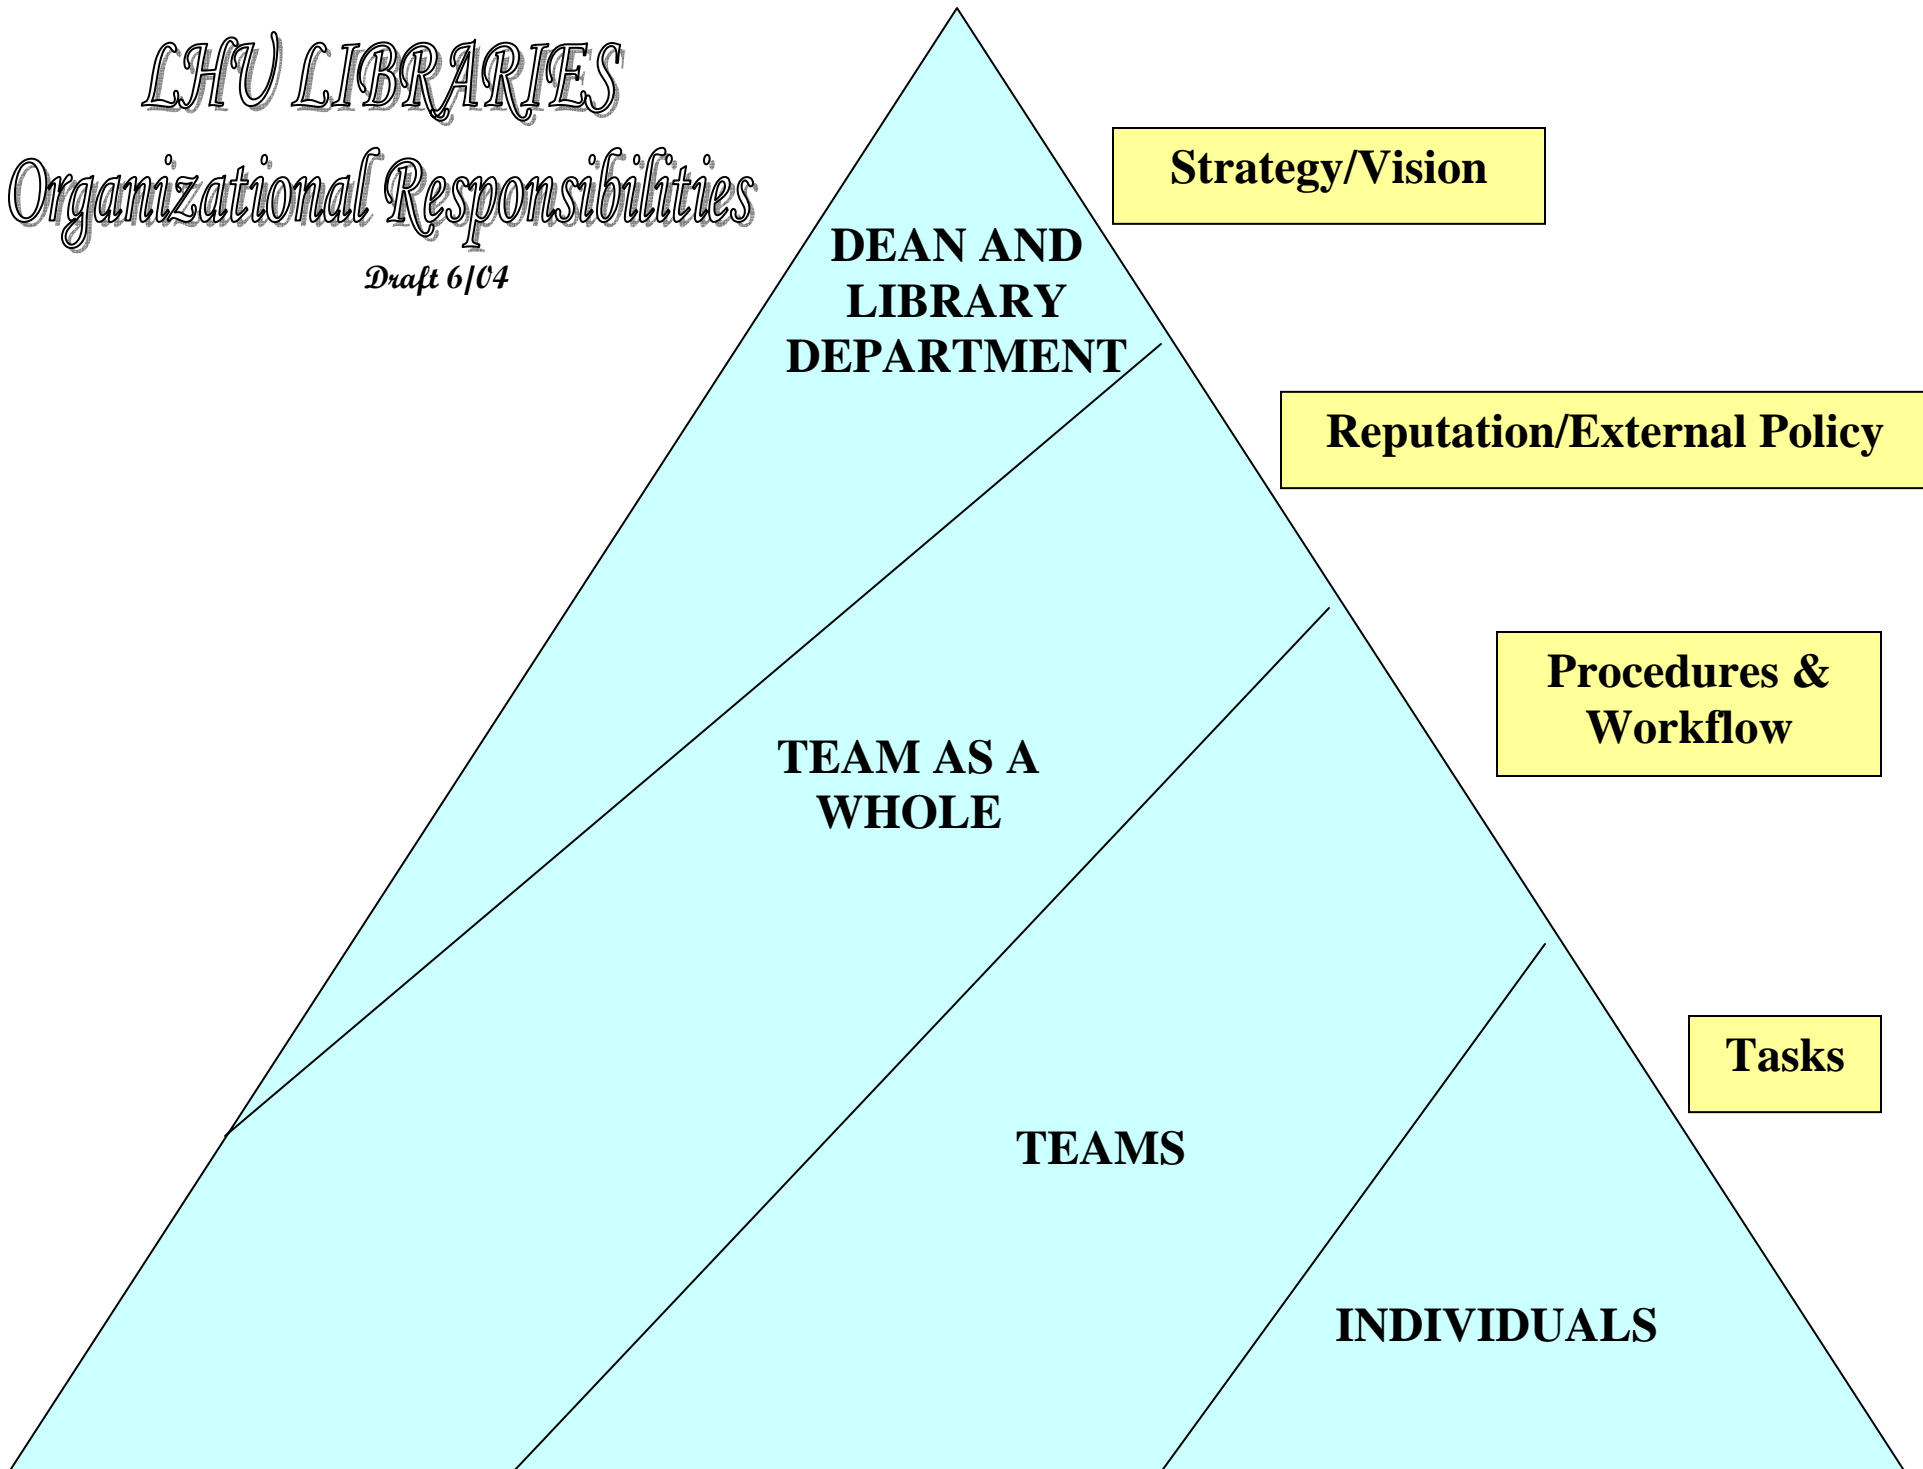 LHU LIBRARIES
Organizational Responsibilities
Draft 6/04
Strategy/Vision
DEAN AND
LIBRARY
DEPARTMENT
Reputation/External Policy
Procedures &
Workflow
TEAM AS A
WHOLE
Tasks
TEAMS
INDIVIDUALS